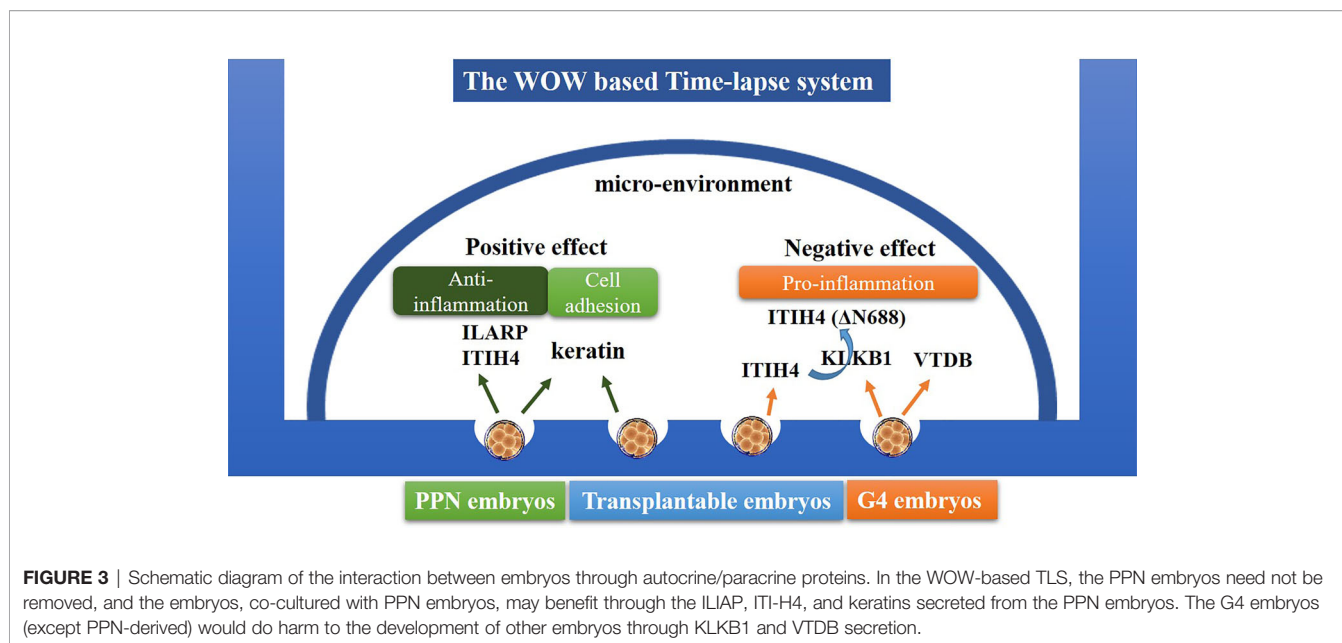 The WOW based Time-lapse system
micro-environment
Positive effect
Anti-
inflammation
Cell
adhesion
ILARP
ITIH4
keratin
Negative effect
Pro-inflammation
ITIH4 (ΔN688)
ITIH4
KLKB1
VTDB
PPN embryos
Transplantable embryos
G4 embryos
FIGURE 3 | Schematic diagram of the interaction between embryos through autocrine/paracrine proteins. In the WOW-based TLS, the PPN embryos need not be
removed, and the embryos, co-cultured with PPN embryos, may benefit through the ILIAP, ITI-H4, and keratins secreted from the PPN embryos. The G4 embryos
(except PPN-derived) would do harm to the development of other embryos through KLKB1 and VTDB secretion.